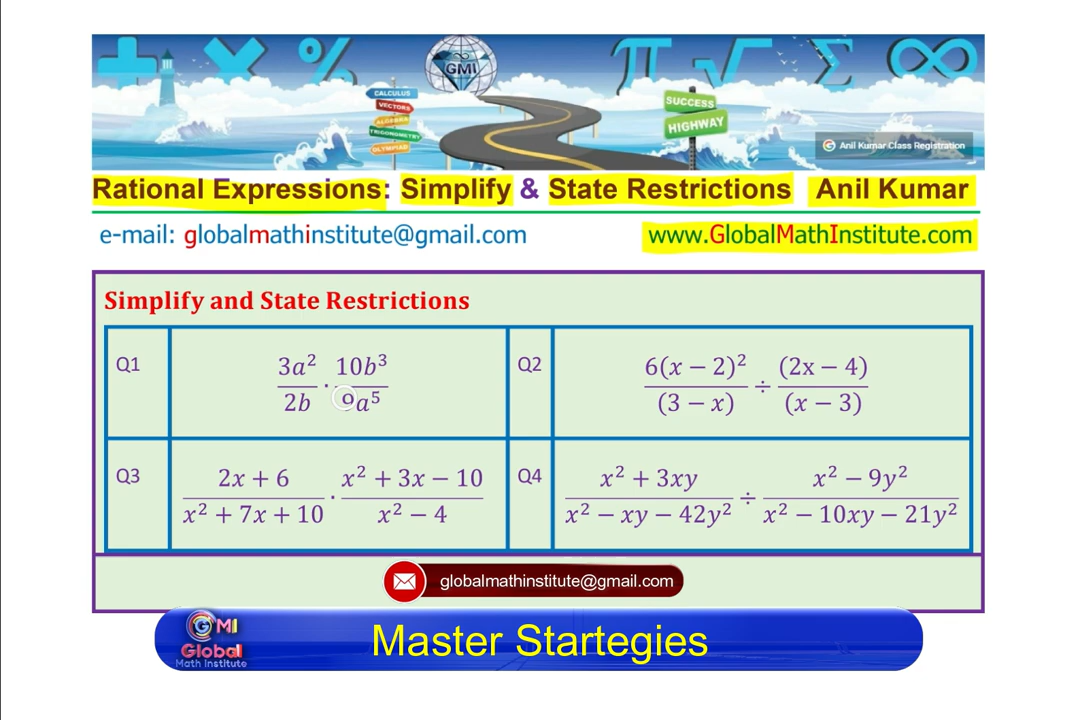 GMI
CALCULUS
VECTORS
ALGEBRA
TRIGONOMETRY
OLYMPIAD
SUCCESS
HIGHWAY
Anil Kumar Class Registration
Rational Expressions: Simplify & State Restrictions Anil Kumar
e-mail: globalmathinstitute@gmail.com www.GlobalMathInstitute.com
Simplify and State Restrictions
Q1 3a²/2b · 10b³/9a⁵
Q2 6(x − 2)²/(3 − x) ÷ (2x − 4)/(x − 3)
Q3 2x + 6/x² + 7x + 10 · x² + 3x − 10/x² − 4
Q4 x² + 3xy/x² − xy − 42y² ÷ x² − 9y²/x² − 10xy − 21y²
globalmathinstitute@gmail.com
GMI
Global
Math Institute
Master Startegies